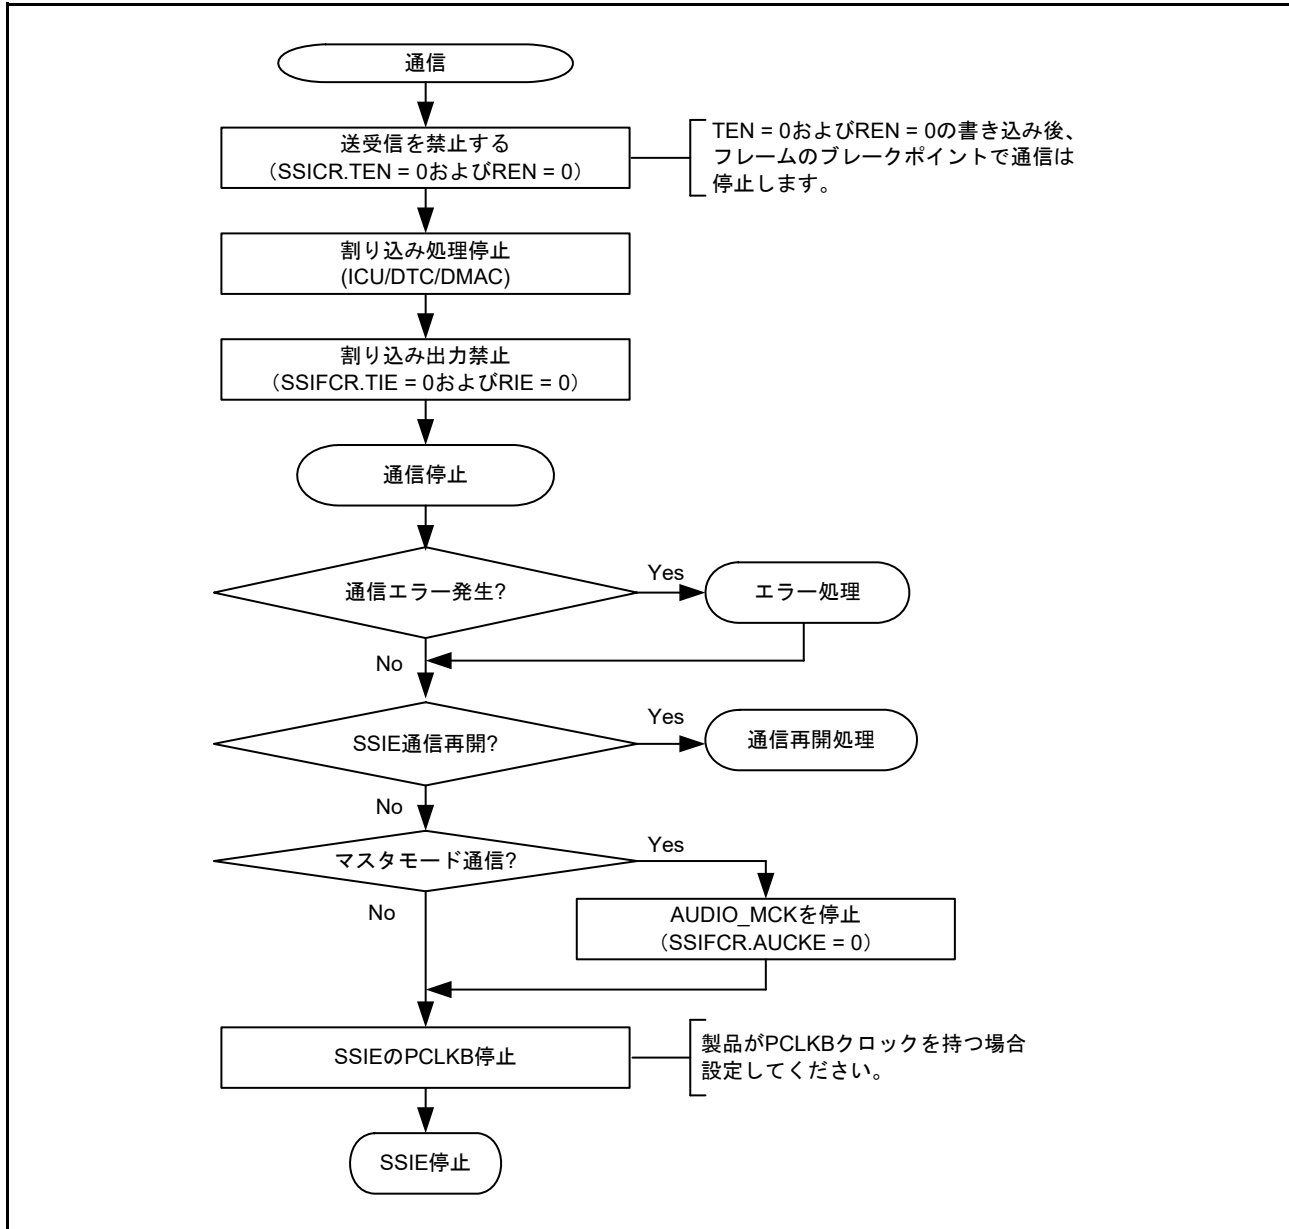 通信
送受信を禁止する
（SSICR.TEN = 0およびREN = 0）
TEN = 0およびREN = 0の書き込み後、
フレームのブレークポイントで通信は
停止します。
割り込み処理停止
(ICU/DTC/DMAC)
割り込み出力禁止
（SSIFCR.TIE = 0およびRIE = 0）
通信停止
通信エラー発生?
Yes
エラー処理
No
SSIE通信再開?
Yes
通信再開処理
No
マスタモード通信?
Yes
No
AUDIO_MCKを停止
（SSIFCR.AUCKE = 0）
SSIEのPCLKB停止
製品がPCLKBクロックを持つ場合
設定してください。
SSIE停止